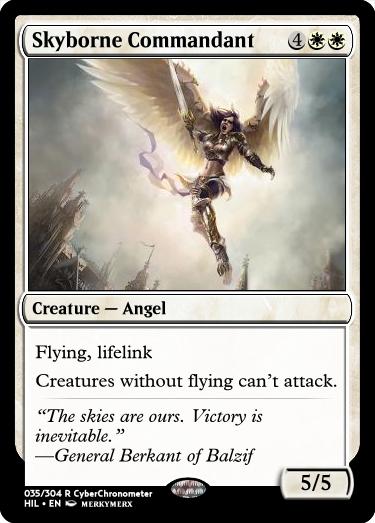 Skyborne Commandant 4
Creature — Angel
Flying, lifelink
Creatures without flying can't attack.
“The skies are ours. Victory is
inevitable.”
—General Berkant of Balzif
5/5
035/304 R CyberChronometer
HIL • EN MERKYMERX